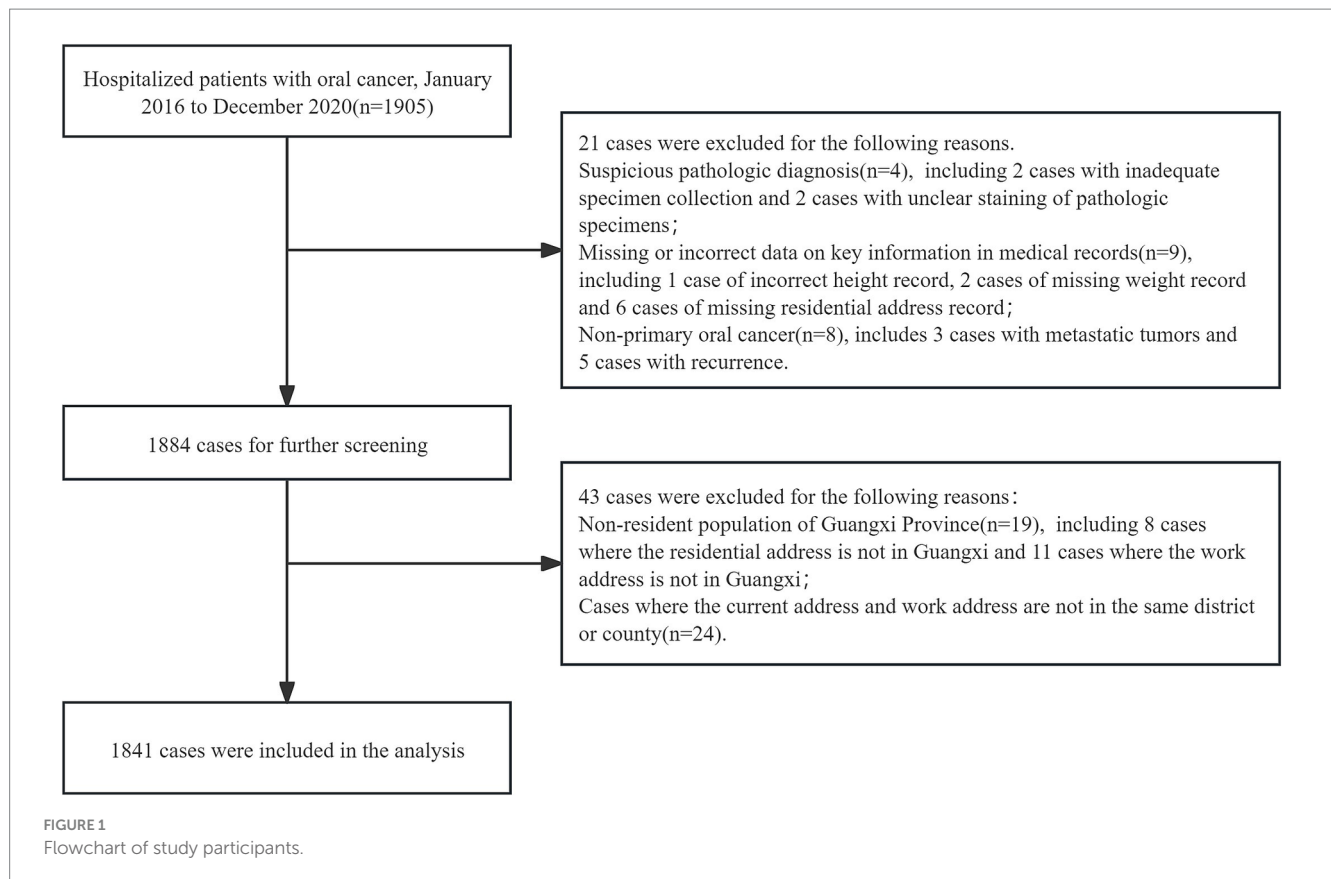 Hospitalized patients with oral cancer, January
2016 to December 2020(n=1905)
21 cases were excluded for the following reasons.
Suspicious pathologic diagnosis(n=4),  including 2 cases with inadequate
specimen collection and 2 cases with unclear staining of pathologic
specimens；
Missing or incorrect data on key information in medical records(n=9),
including 1 case of incorrect height record, 2 cases of missing weight record
and 6 cases of missing residential address record；
Non-primary oral cancer(n=8), includes 3 cases with metastatic tumors and
5 cases with recurrence.
1884 cases for further screening
43 cases were excluded for the following reasons：
Non-resident population of Guangxi Province(n=19),  including 8 cases
where the residential address is not in Guangxi and 11 cases where the work
address is not in Guangxi；
Cases where the current address and work address are not in the same district
or county(n=24).
1841 cases were included in the analysis
FIGURE 1
Flowchart of study participants.